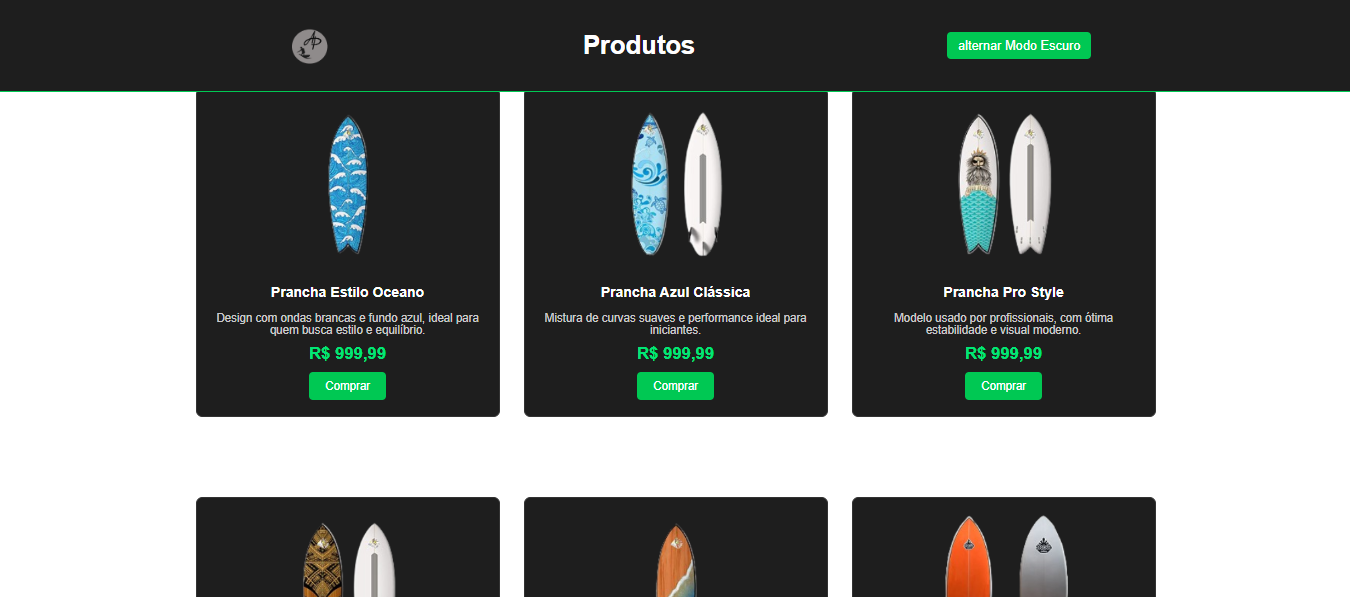 Produtos
alternar Modo Escuro
Prancha Estilo Oceano
Design com ondas brancas e fundo azul, ideal para
quem busca estilo e equilíbrio.
R$ 999,99
Comprar
Prancha Azul Clássica
Mistura de curvas suaves e performance ideal para
iniciantes.
R$ 999,99
Comprar
Prancha Pro Style
Modelo usado por profissionais, com ótima
estabilidade e visual moderno.
R$ 999,99
Comprar